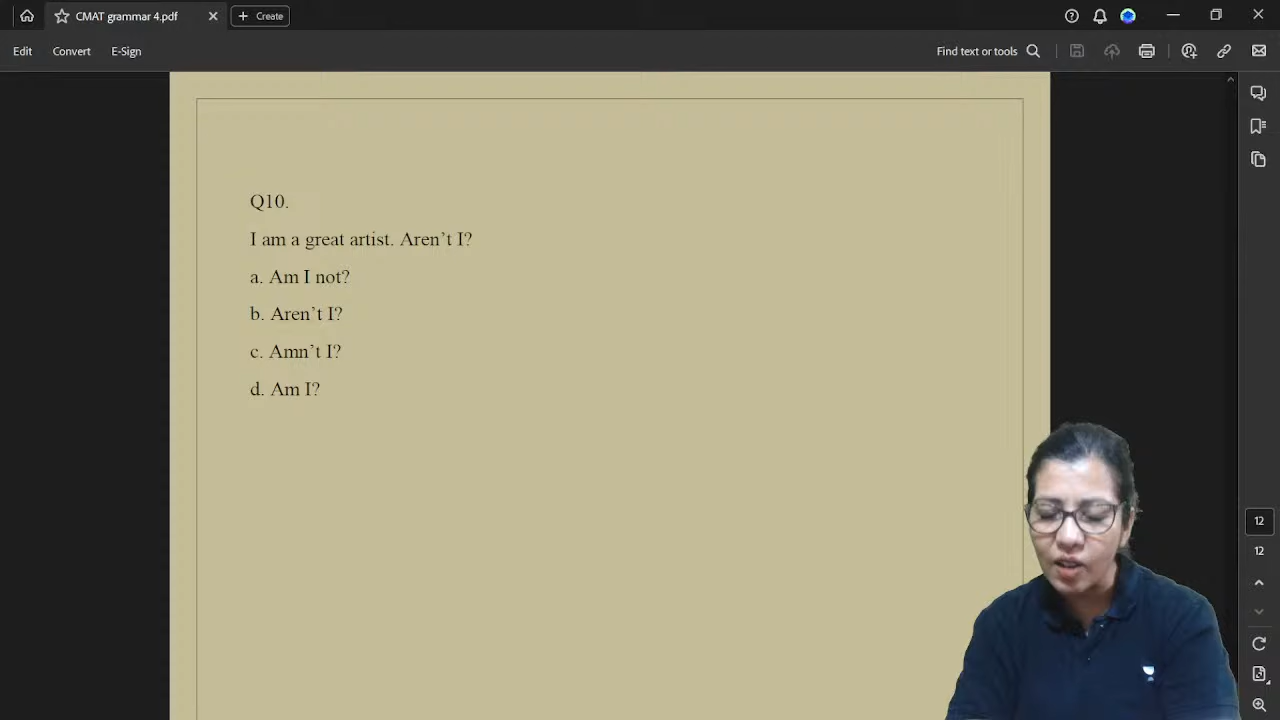 CMAT grammar 4.pdf
Create
Edit
Convert
E-Sign
Find text or tools
Q10.
I am a great artist. Aren’t I?
a. Am I not?
b. Aren’t I?
c. Amn’t I?
d. Am I?
12
12